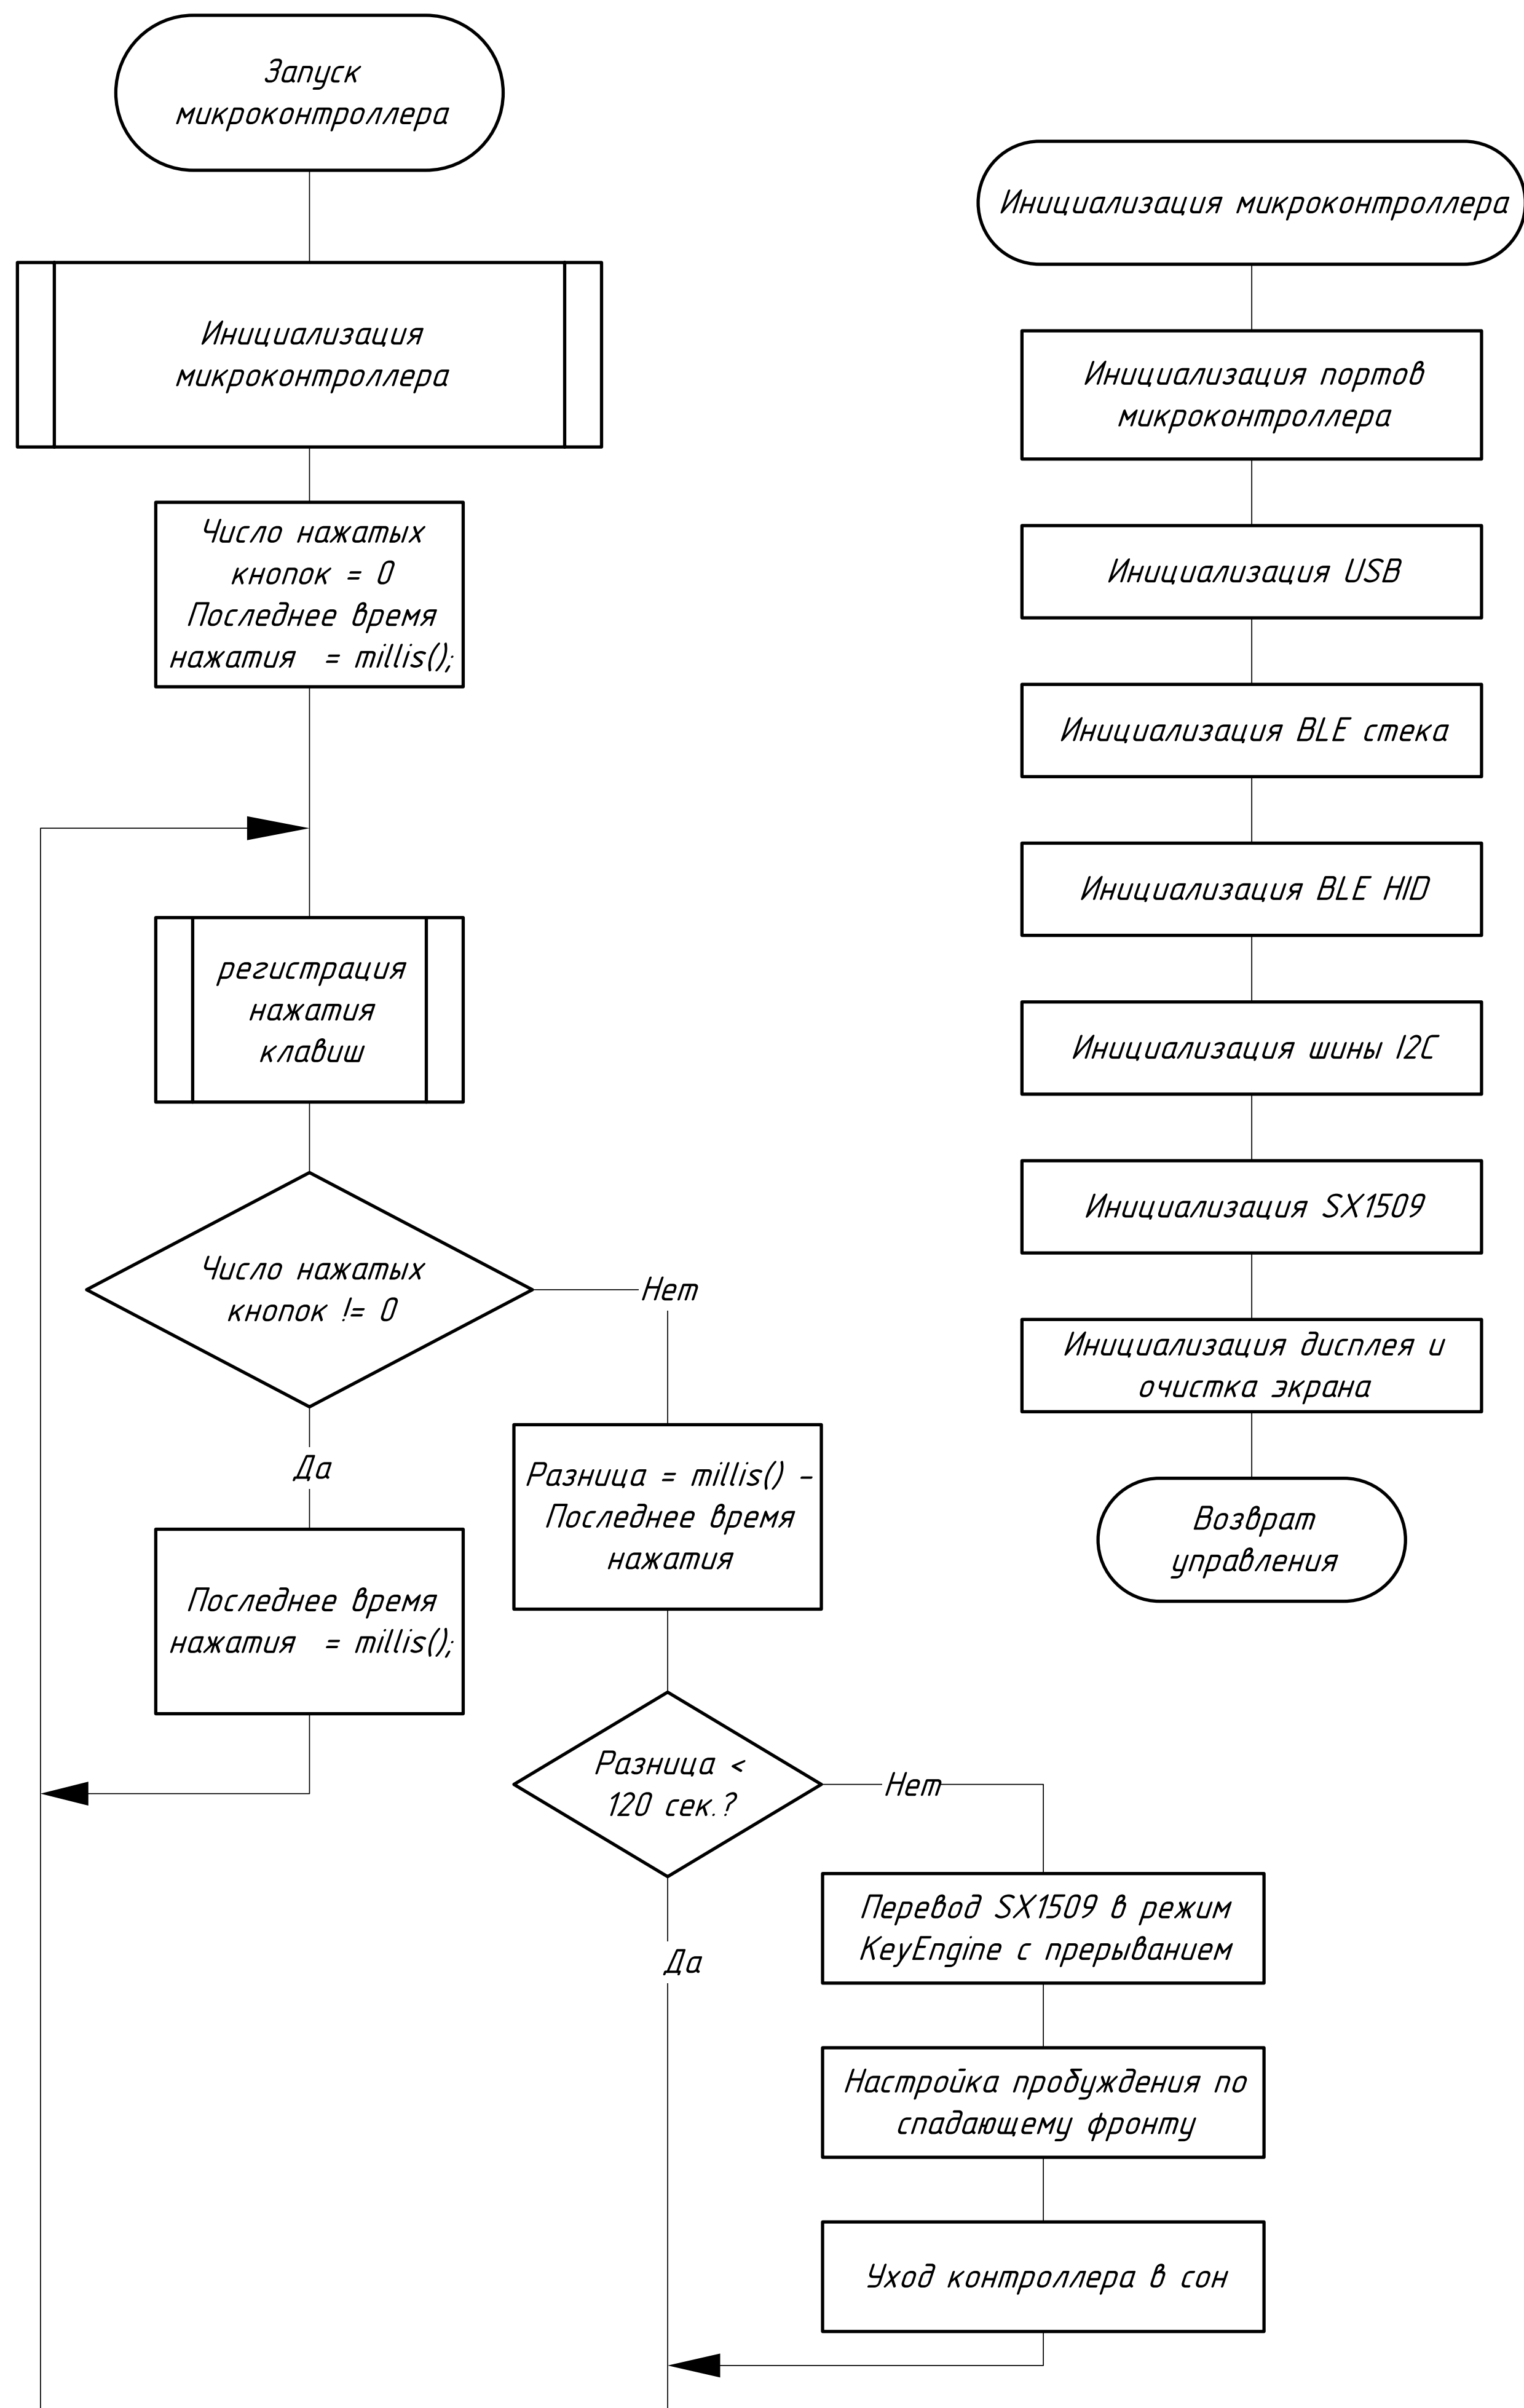 Запуск
микроконтроллера
Инициализация
микроконтроллера
Число нажатых
кнопок = 0
Последнее время
нажатия = millis();
регистрация
нажатия
клавиш
Число нажатых
кнопок != 0
Нет
Да
Последнее время
нажатия = millis();
Разница = millis() -
Последнее время
нажатия
Разница <
120 сек.?
Нет
Да
Перевод SX1509 в режим
KeyEngine с прерыванием
Настройка пробуждения по
спадающему фронту
Уход контроллера в сон
Инициализация микроконтроллера
Инициализация портов
микроконтроллера
Инициализация USB
Инициализация BLE стека
Инициализация BLE HID
Инициализация шины I2C
Инициализация SX1509
Инициализация дисплея и
очистка экрана
Возврат
управления